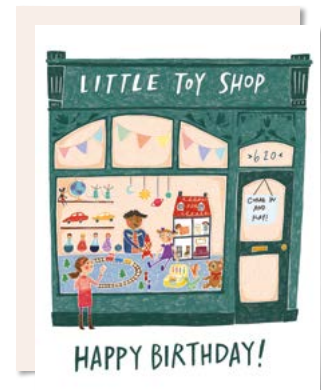 LITTLE TOY SHOP
>620<
COME IN
AND
PLAY!
HAPPY BIRTHDAY!